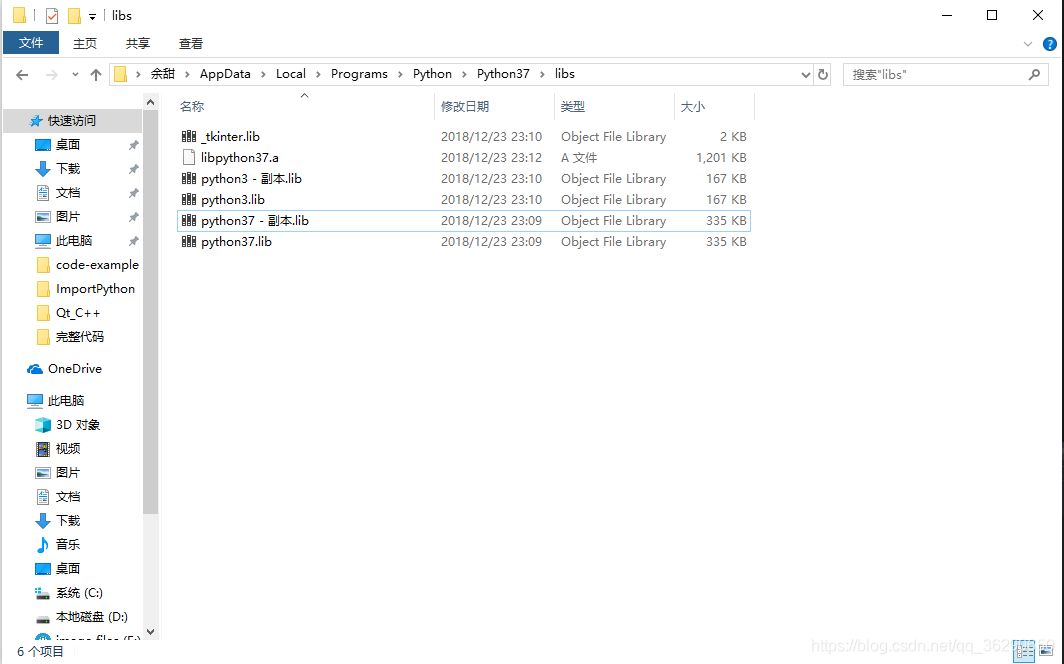 libs
文件 主页 共享 查看
余甜 AppData Local Programs Python Python37 libs
搜索"libs"
名称 修改日期 类型 大小
_tkinter.lib 2018/12/23 23:10 Object File Library 2 KB
libpython37.a 2018/12/23 23:12 A 文件 1,201 KB
python3 - 副本.lib 2018/12/23 23:10 Object File Library 167 KB
python3.lib 2018/12/23 23:10 Object File Library 167 KB
python37 - 副本.lib 2018/12/23 23:09 Object File Library 335 KB
python37.lib 2018/12/23 23:09 Object File Library 335 KB
快速访问
桌面
下载
文档
图片
此电脑
code-example
ImportPython
Qt_C++
完整代码
OneDrive
此电脑
3D 对象
视频
图片
文档
下载
音乐
桌面
系统 (C:)
本地磁盘 (D:)
6 个项目